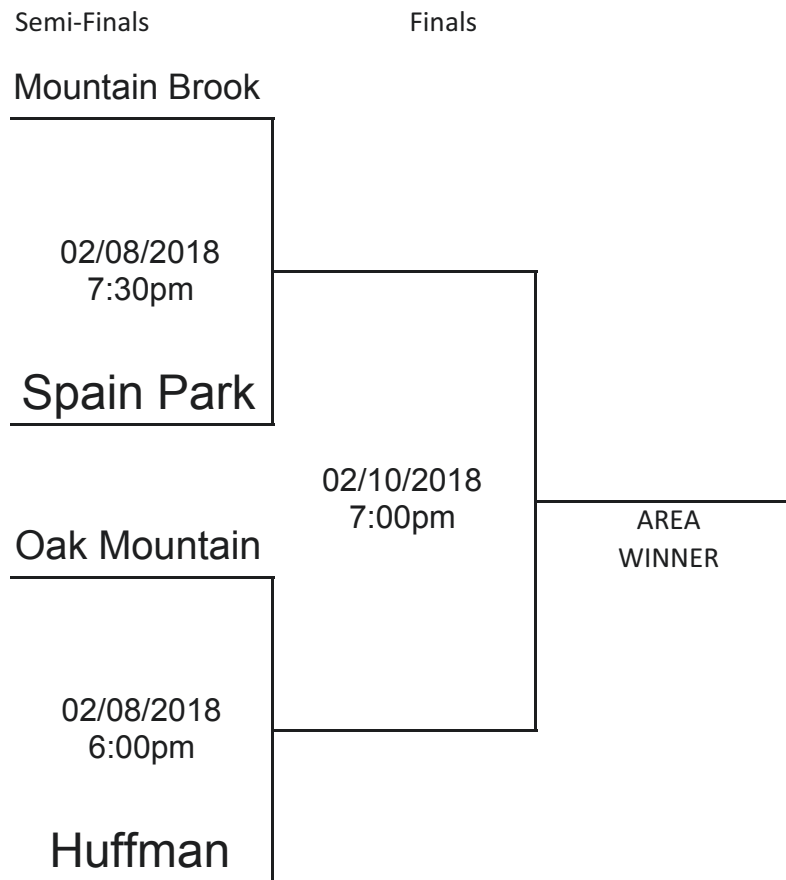 Semi-Finals
Finals
Mountain Brook
02/08/2018
7:30pm
Spain Park
02/10/2018
7:00pm
AREA
WINNER
Oak Mountain
02/08/2018
6:00pm
Huffman